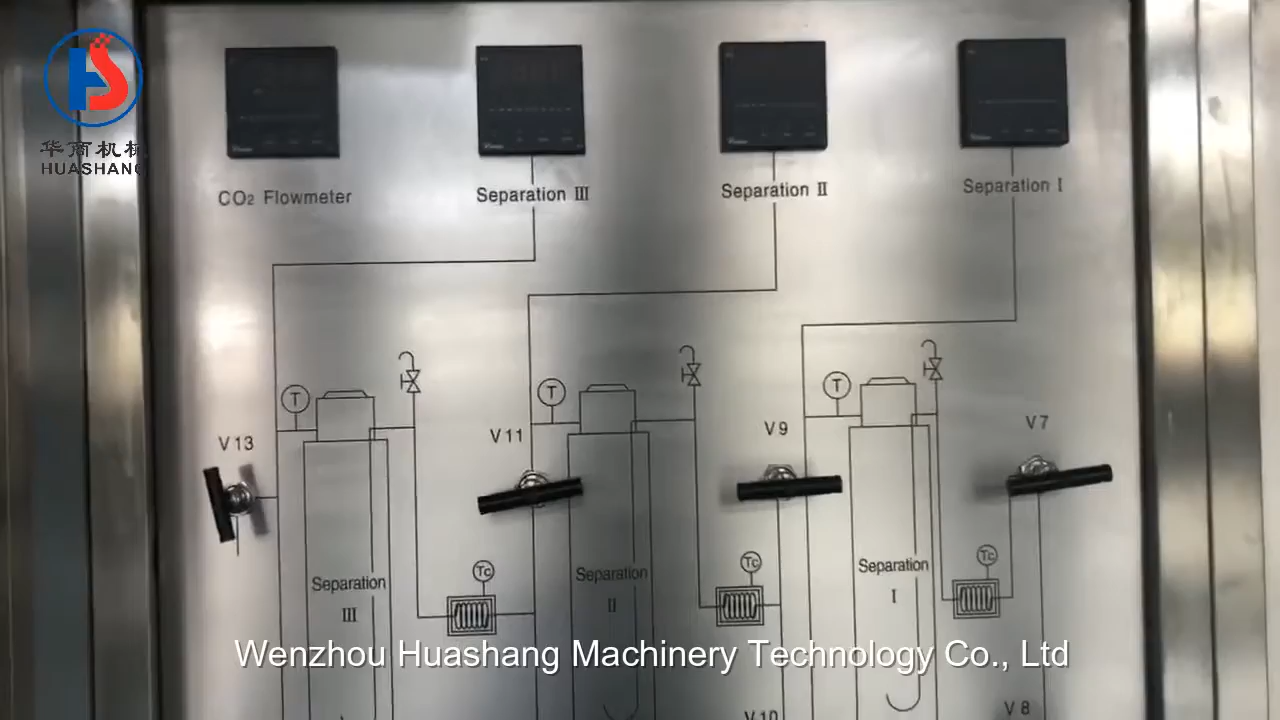 HS
华商机械
HUASHANG
CO₂ Flowmeter
Separation III
Separation II
Separation I
T
T
T
V13
V11
V9
V7
Tc
Tc
Tc
Separation
III
Separation
II
Separation
I
Wenzhou Huashang Machinery Technology Co., Ltd
V10
V8